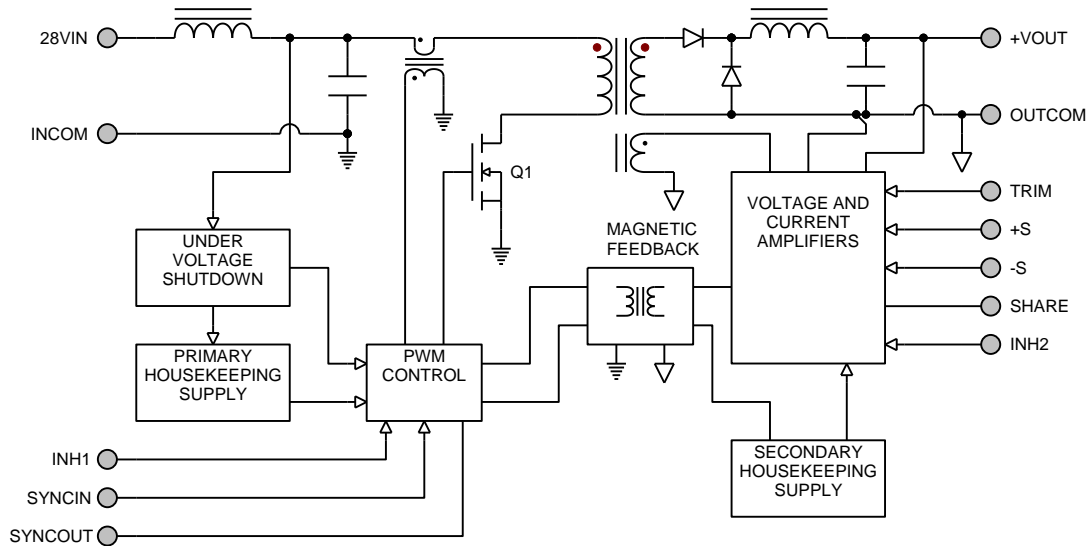 28VIN
+VOUT
INCOM
OUTCOM
Q1
TRIM
+S
-S
SHARE
INH2
VOLTAGE AND
CURRENT
AMPLIFIERS
MAGNETIC
FEEDBACK
UNDER
VOLTAGE
SHUTDOWN
PRIMARY
HOUSEKEEPING
SUPPLY
PWM
CONTROL
SECONDARY
HOUSEKEEPING
SUPPLY
INH1
SYNCIN
SYNCOUT